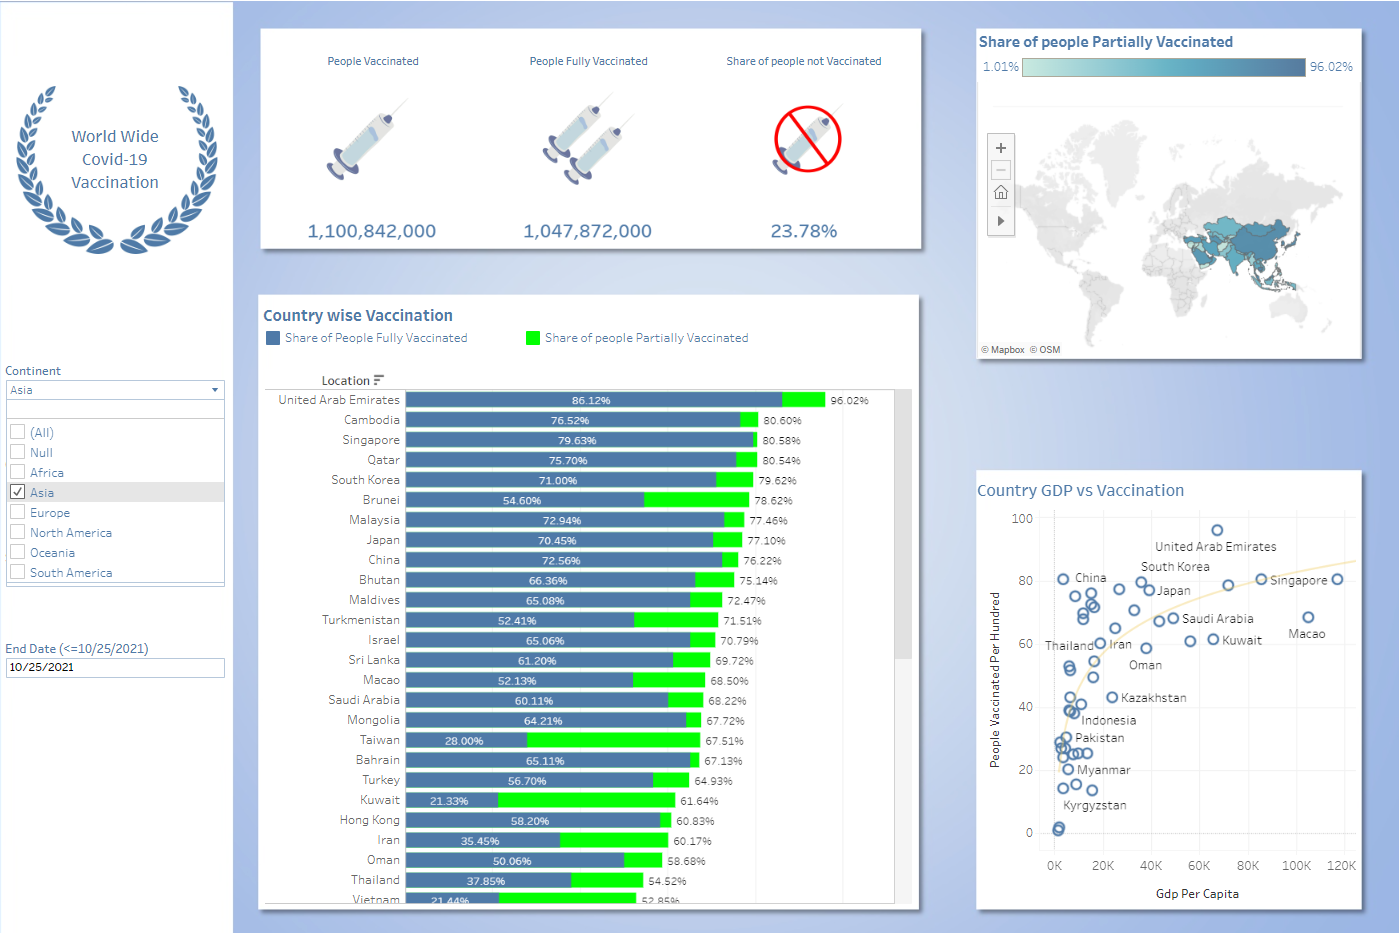 World Wide
Covid-19
Vaccination
Continent
Asia
(All)
Null
Africa
Asia
Europe
North America
Oceania
South America
End Date (<=10/25/2021)
10/25/2021
People Vaccinated
People Fully Vaccinated
Share of people not Vaccinated
1,100,842,000
1,047,872,000
23.78%
Country wise Vaccination
Share of People Fully Vaccinated
Share of people Partially Vaccinated
Location
United Arab Emirates 86.12% 96.02%
Cambodia 76.52% 80.60%
Singapore 79.63% 80.58%
Qatar 75.70% 80.54%
South Korea 71.00% 79.62%
Brunei 54.60% 78.62%
Malaysia 72.94% 77.46%
Japan 70.45% 77.10%
China 72.56% 76.22%
Bhutan 66.36% 75.14%
Maldives 65.08% 72.47%
Turkmenistan 52.41% 71.51%
Israel 65.06% 70.79%
Sri Lanka 61.20% 69.72%
Macao 52.13% 68.50%
Saudi Arabia 60.11% 68.22%
Mongolia 64.21% 67.72%
Taiwan 28.00% 67.51%
Bahrain 65.11% 67.13%
Turkey 56.70% 64.93%
Kuwait 21.33% 61.64%
Hong Kong 58.20% 60.83%
Iran 35.45% 60.17%
Oman 50.06% 58.68%
Thailand 37.85% 54.52%
Vietnam 21.44% 52.85%
Share of people Partially Vaccinated
1.01% 96.02%
© Mapbox © OSM
Country GDP vs Vaccination
People Vaccinated Per Hundred
100
80
60
40
20
0
United Arab Emirates
South Korea
China
Singapore
Japan
Saudi Arabia
Macao
Thailand
Iran
Kuwait
Oman
Kazakhstan
Indonesia
Pakistan
Myanmar
Kyrgyzstan
0K 20K 40K 60K 80K 100K 120K
Gdp Per Capita